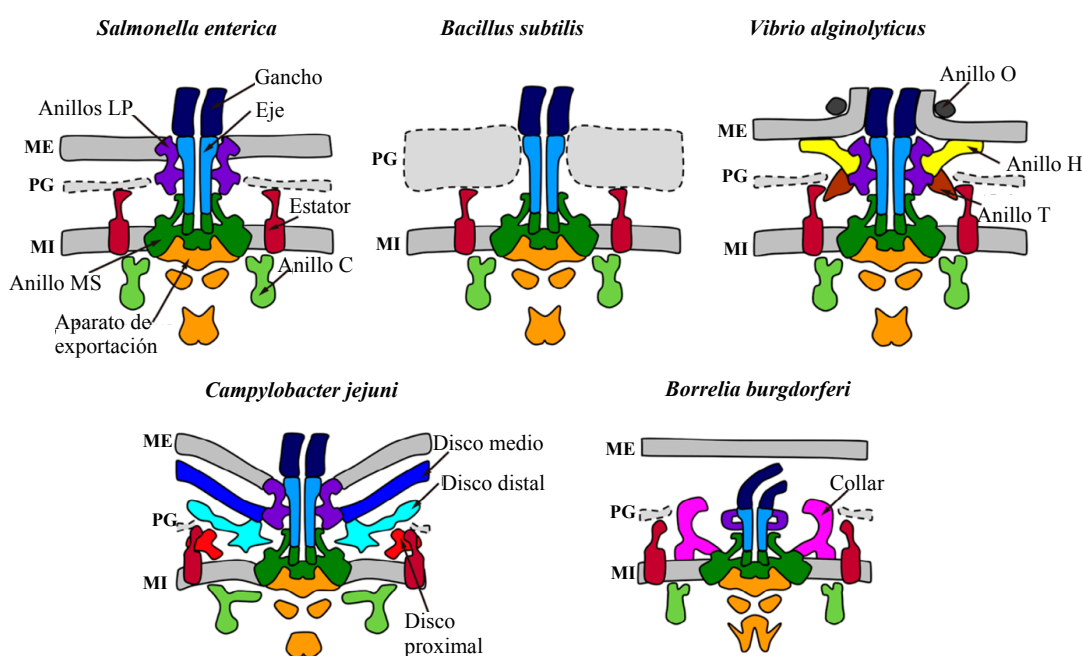 Salmonella enterica
Bacillus subtilis
Vibrio alginolyticus
Gancho
Anillos LP
Eje
ME
PG
Estator
MI
Anillo C
Anillo MS
Aparato de
exportación
PG
MI
Anillo O
ME
Anillo H
PG
Anillo T
MI
Campylobacter jejuni
Borrelia burgdorferi
ME
Disco medio
Disco distal
PG
MI
Disco
proximal
ME
Collar
PG
MI